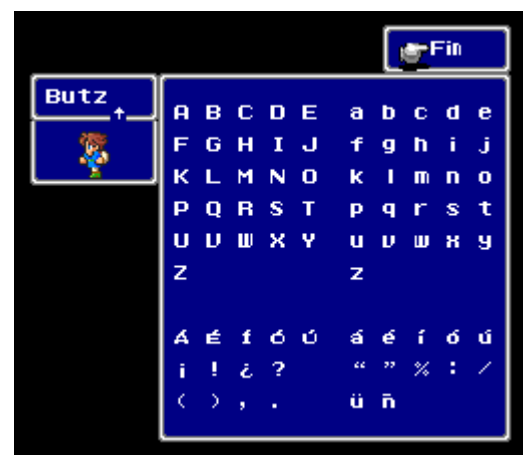 Fin
Butz
A B C D E a b c d e
F G H I J f g h i j
K L M N O k l m n o
P Q R S T p q r s t
U V W X Y u v w x y
Z z
Á É Í Ó Ú á é í ó ú
¡ ! ¿ ? “ ” % : /
( ) , . ü ñ